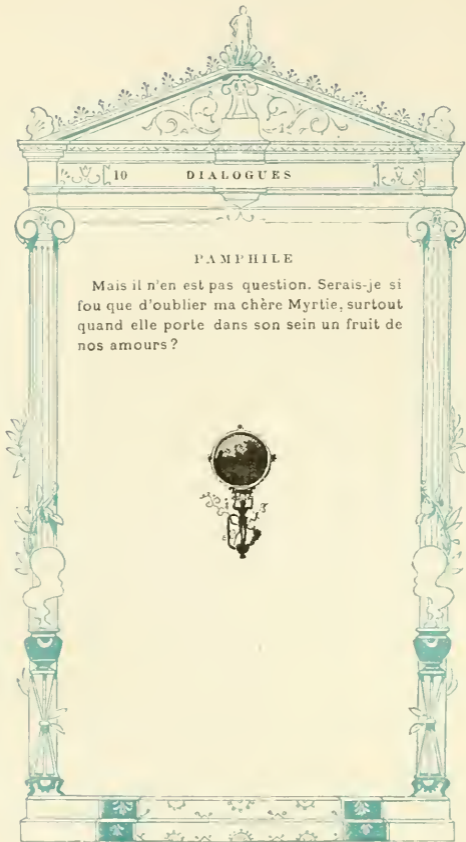 10 DIALOGUES
PAMPHILE
Mais il n'en est pas question. Serais-je si
fou que d'oublier ma chère Myrtie, surtout
quand elle porte dans son sein un fruit de
nos amours ?